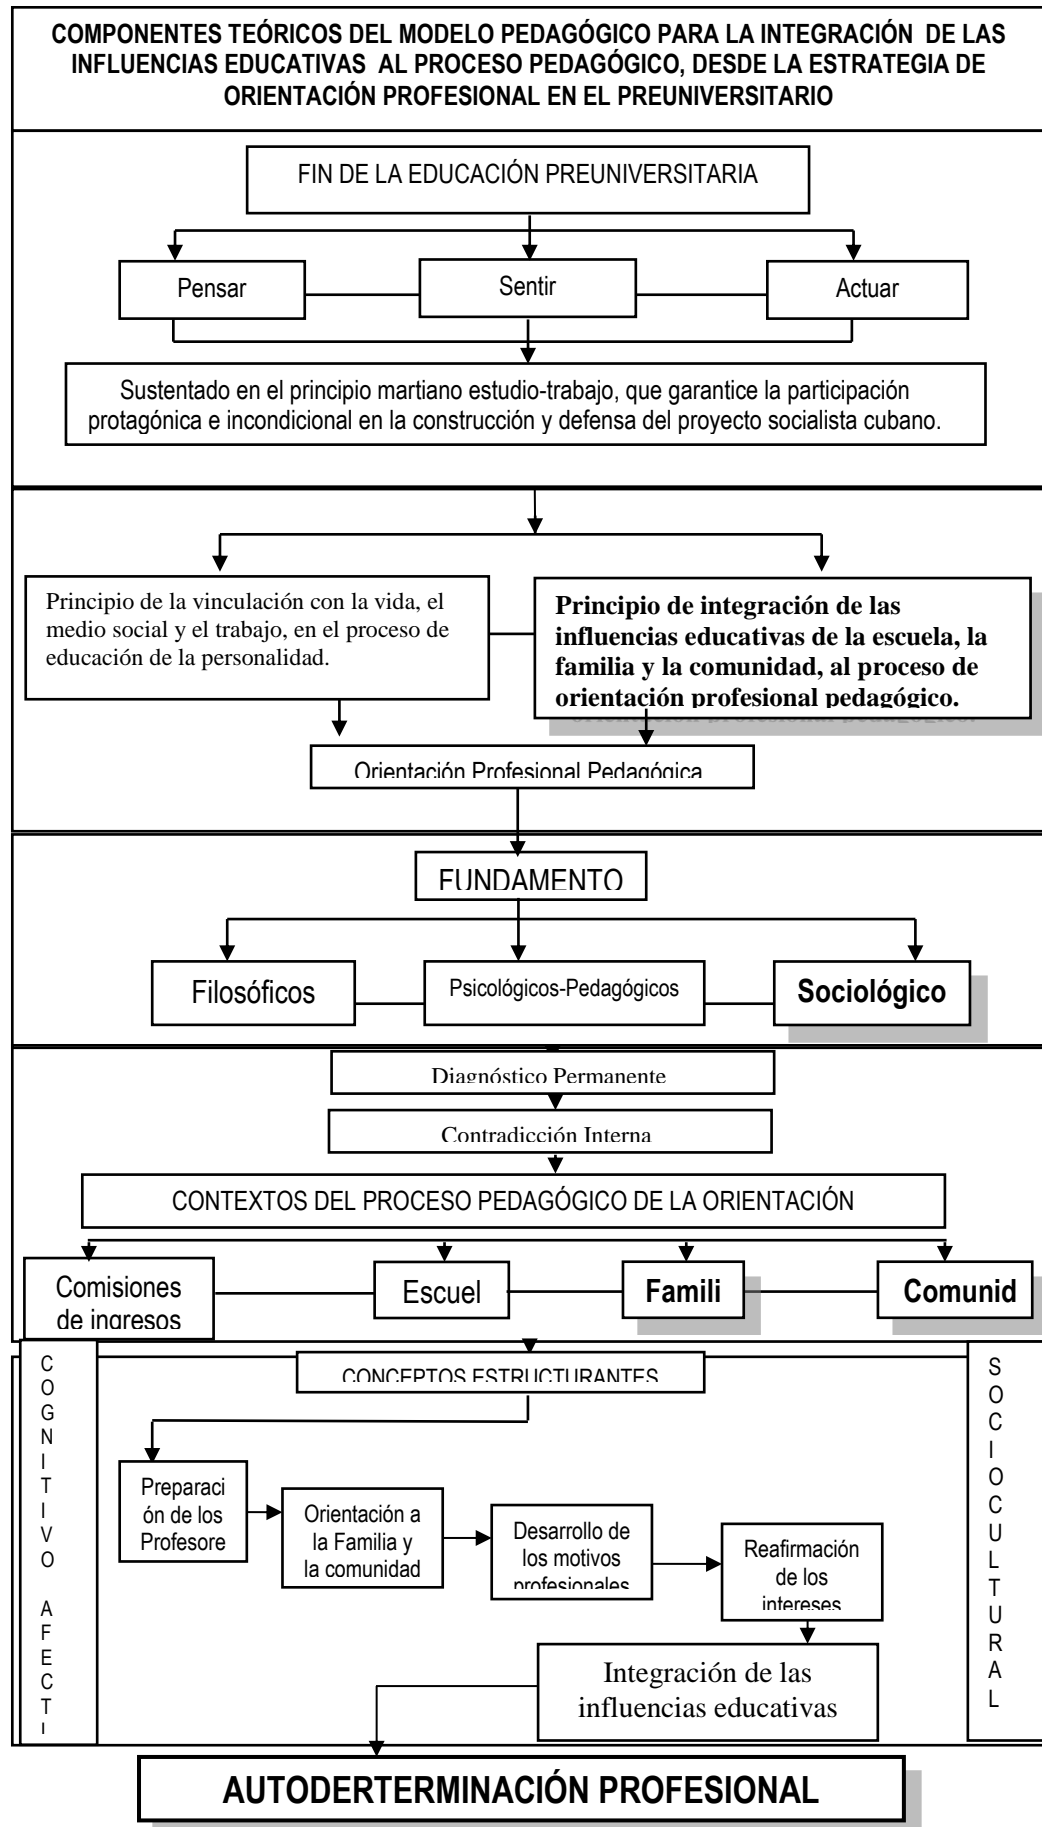 COMPONENTES TEÓRICOS DEL MODELO PEDAGÓGICO PARA LA INTEGRACIÓN DE LAS
INFLUENCIAS EDUCATIVAS AL PROCESO PEDAGÓGICO, DESDE LA ESTRATEGIA DE
ORIENTACIÓN PROFESIONAL EN EL PREUNIVERSITARIO
FIN DE LA EDUCACIÓN PREUNIVERSITARIA
Pensar
Sentir
Actuar
Sustentado en el principio martiano estudio-trabajo, que garantice la participación
protagónica e incondicional en la construcción y defensa del proyecto socialista cubano.
Principio de la vinculación con la vida, el
medio social y el trabajo, en el proceso de
educación de la personalidad.
Principio de integración de las
influencias educativas de la escuela, la
familia y la comunidad, al proceso de
orientación profesional pedagógico.
Orientación Profesional Pedagógica
FUNDAMENTO
Filosóficos
Psicológicos-Pedagógicos
Sociológico
Diagnóstico Permanente
Contradicción Interna
CONTEXTOS DEL PROCESO PEDAGÓGICO DE LA ORIENTACIÓN
Comisiones
de ingresos
Escuel
Famili
Comunid
COGNITIVO AFECTI
CONCEPTOS ESTRUCTURANTES
Preparaci
ón de los
Profesore
Orientación a
la Familia y
la comunidad
Desarrollo de
los motivos
profesionales
Reafirmación
de los
intereses
Integración de las
influencias educativas
SOCIOCULTURAL
AUTODERTERMINACIÓN PROFESIONAL